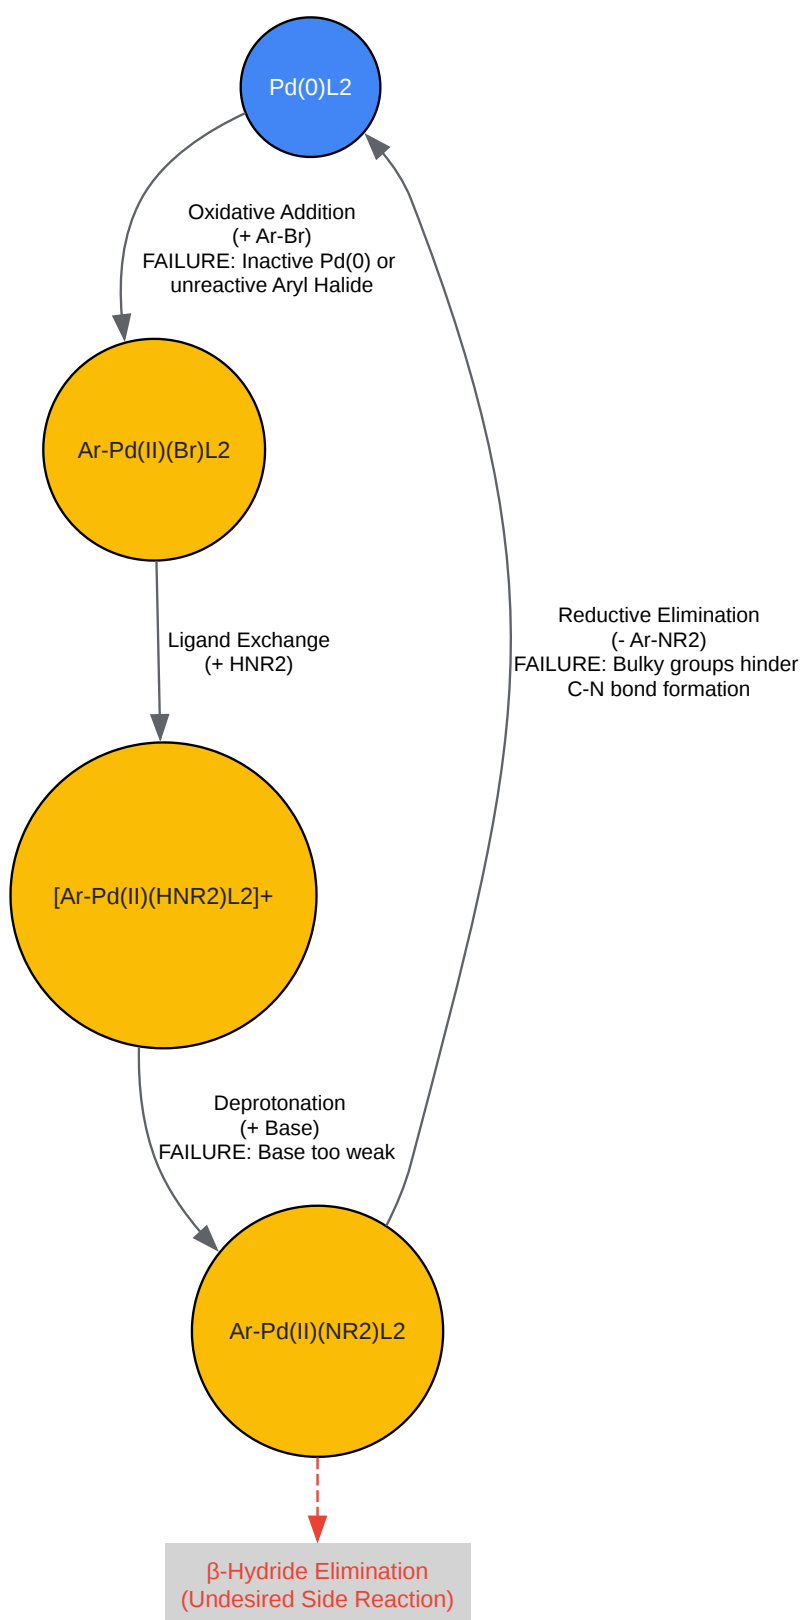 Pd(0)L2
Oxidative Addition
(+ Ar-Br)
FAILURE: Inactive Pd(0) or
unreactive Aryl Halide
Ar-Pd(II)(Br)L2
Ligand Exchange
(+ HNR2)
Reductive Elimination
(- Ar-NR2)
FAILURE: Bulky groups hinder
C-N bond formation
[Ar-Pd(II)(HNR2)L2]+
Deprotonation
(+ Base)
FAILURE: Base too weak
Ar-Pd(II)(NR2)L2
β-Hydride Elimination
(Undesired Side Reaction)